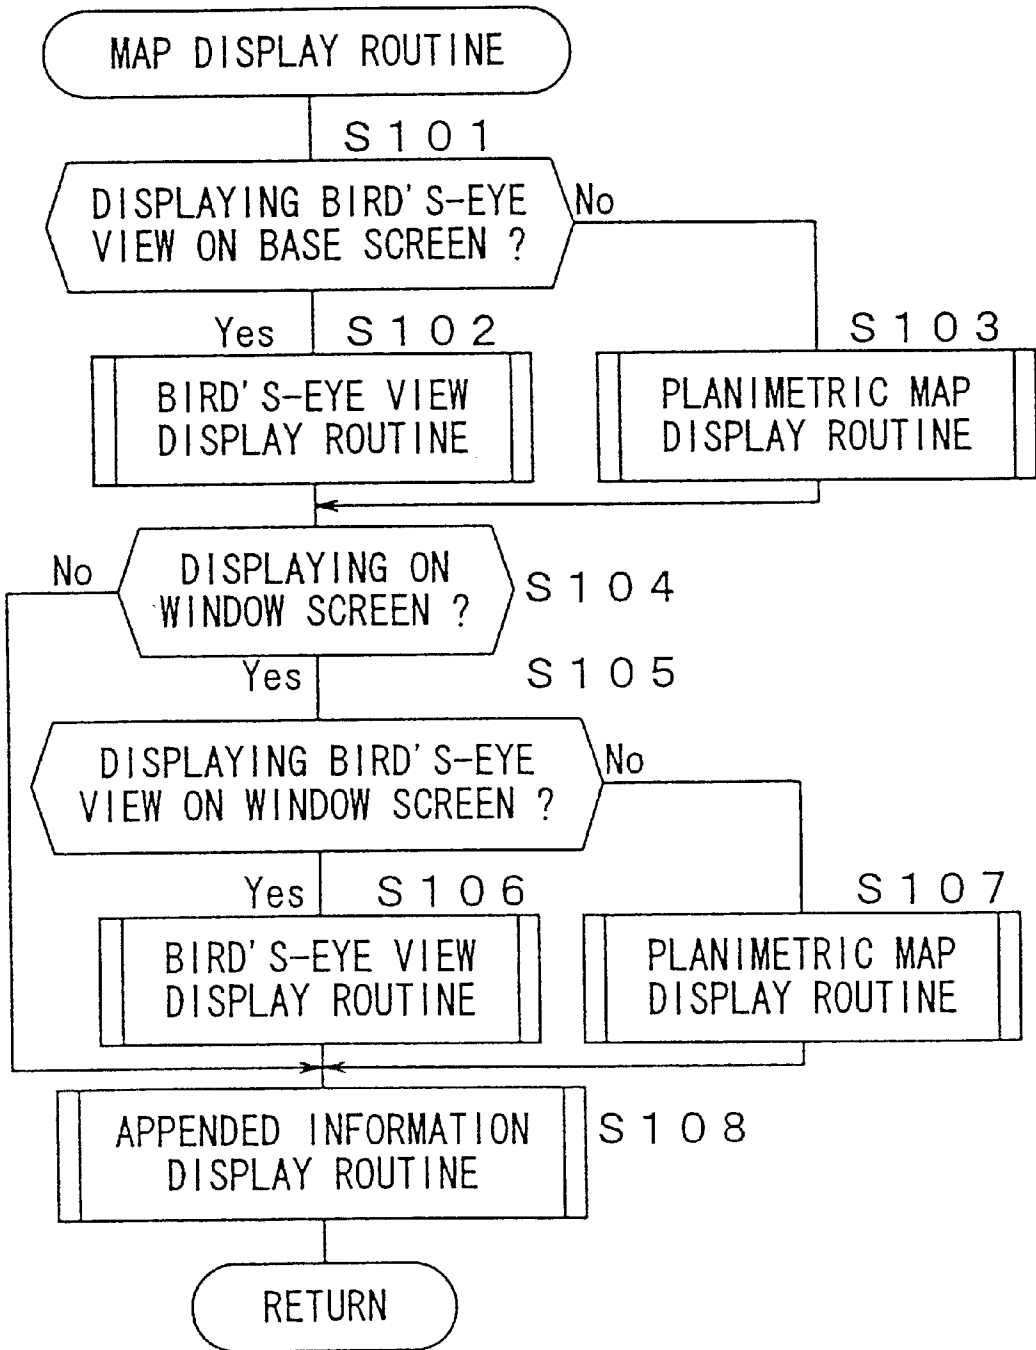 MAP DISPLAY ROUTINE
S101
DISPLAYING BIRD'S-EYE
VIEW ON BASE SCREEN ?
No
Yes
S102
S103
BIRD'S-EYE VIEW
DISPLAY ROUTINE
PLANIMETRIC MAP
DISPLAY ROUTINE
No
DISPLAYING ON
WINDOW SCREEN ?
S104
Yes
S105
DISPLAYING BIRD'S-EYE
VIEW ON WINDOW SCREEN ?
No
Yes
S106
S107
BIRD'S-EYE VIEW
DISPLAY ROUTINE
PLANIMETRIC MAP
DISPLAY ROUTINE
APPENDED INFORMATION
DISPLAY ROUTINE
S108
RETURN